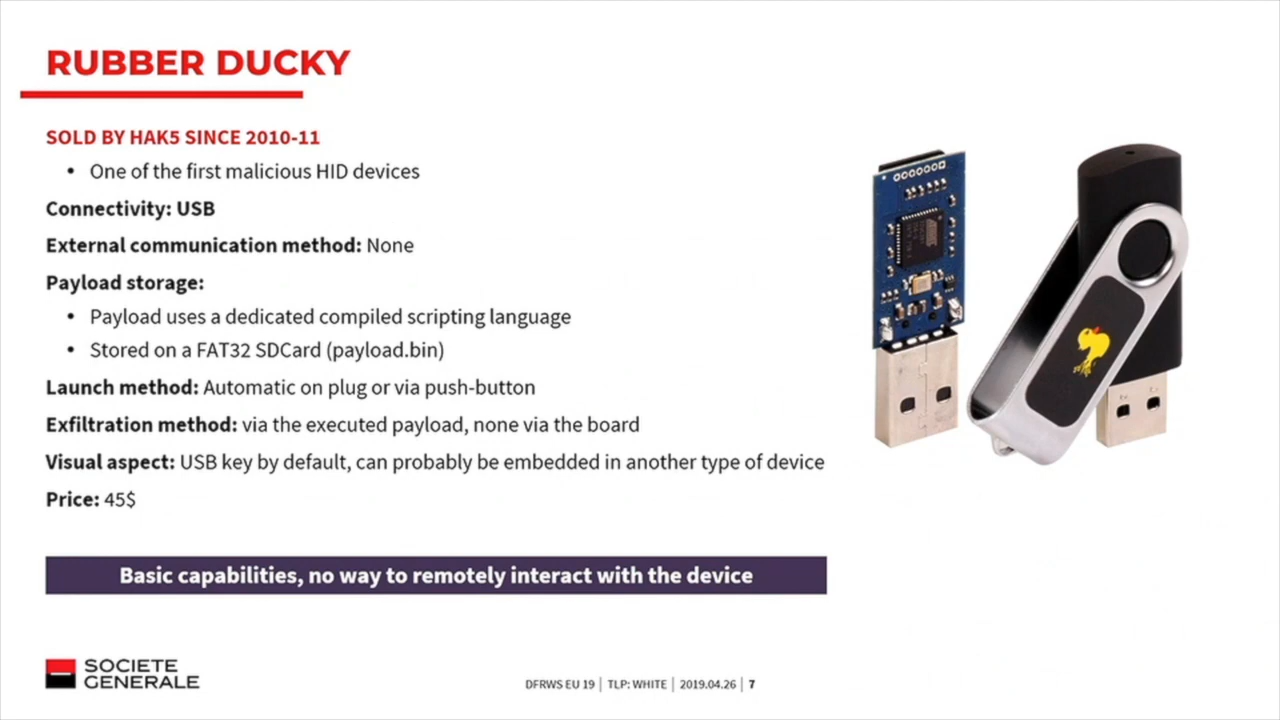 RUBBER DUCKY
SOLD BY HAK5 SINCE 2010-11
• One of the first malicious HID devices
Connectivity: USB
External communication method: None
Payload storage:
• Payload uses a dedicated compiled scripting language
• Stored on a FAT32 SDCard (payload.bin)
Launch method: Automatic on plug or via push-button
Exfiltration method: via the executed payload, none via the board
Visual aspect: USB key by default, can probably be embedded in another type of device
Price: 45$
Basic capabilities, no way to remotely interact with the device
SOCIETE
GENERALE
DFRWS EU 19 | TLP: WHITE | 2019.04.26 | 7